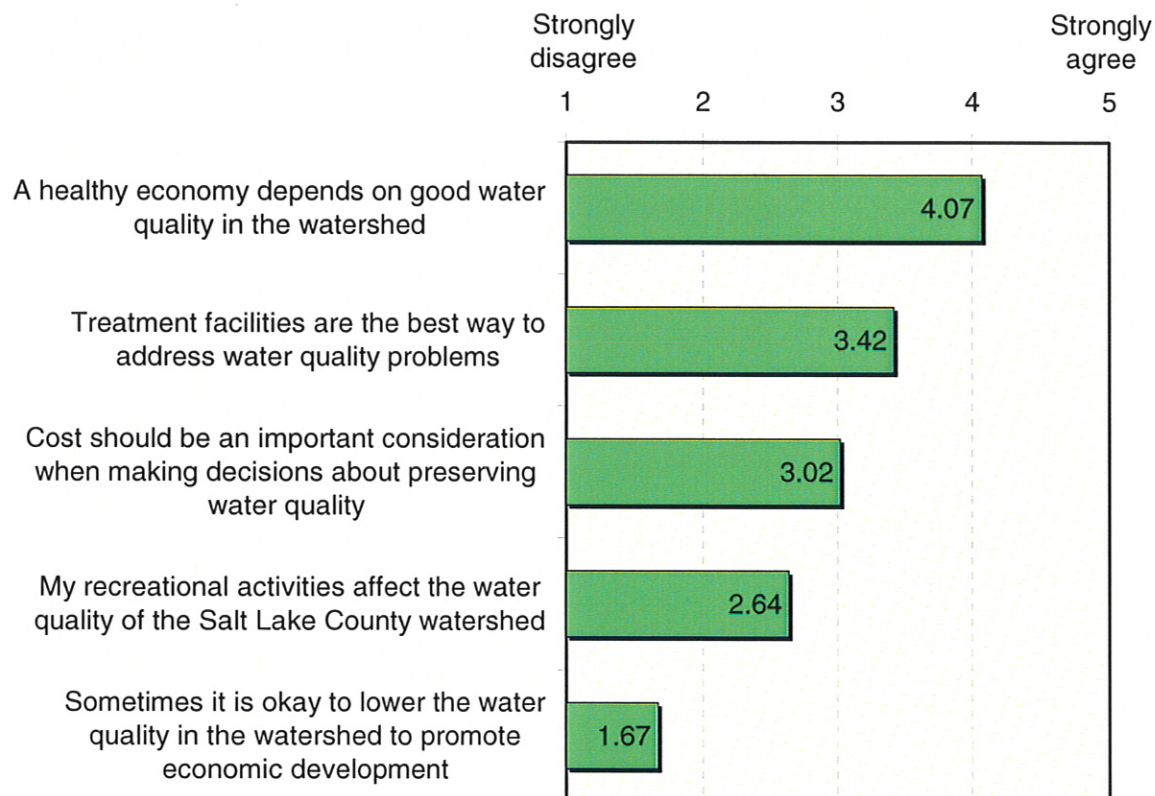 Strongly
disagree
Strongly
agree
1 2 3 4 5
A healthy economy depends on good water
quality in the watershed
4.07
Treatment facilities are the best way to
address water quality problems
3.42
Cost should be an important consideration
when making decisions about preserving
water quality
3.02
My recreational activities affect the water
quality of the Salt Lake County watershed
2.64
Sometimes it is okay to lower the water
quality in the watershed to promote
economic development
1.67